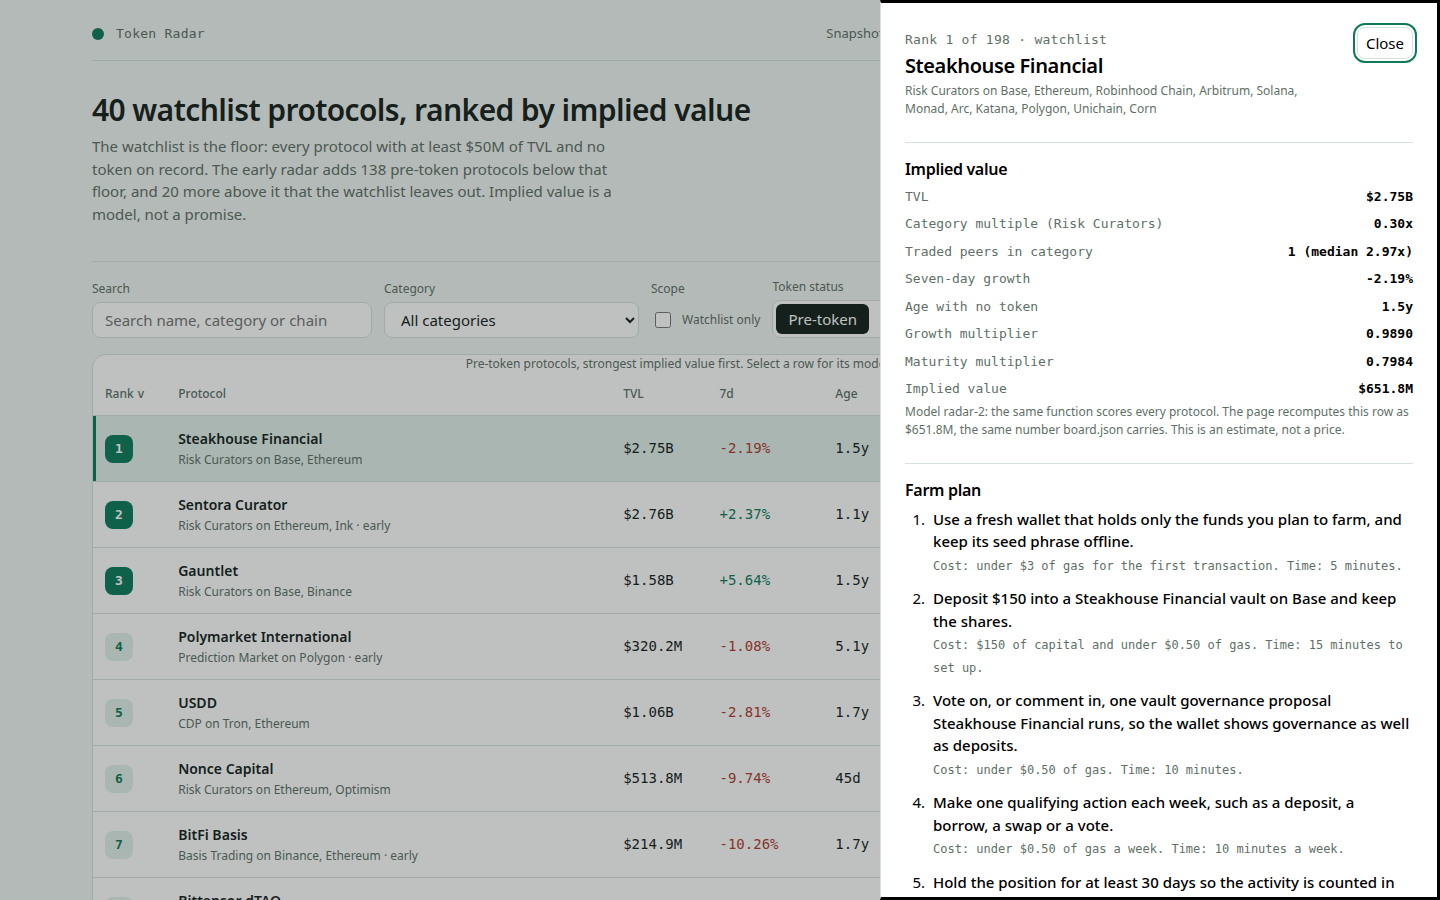 Token Radar
Snapsho
40 watchlist protocols, ranked by implied value
The watchlist is the floor: every protocol with at least $50M of TVL and no
token on record. The early radar adds 138 pre-token protocols below that
floor, and 20 more above it that the watchlist leaves out. Implied value is a
model, not a promise.
Search
Category
Scope
Token status
Search name, category or chain
All categories
Watchlist only
Pre-token
Pre-token protocols, strongest implied value first. Select a row for its mode
Rank v Protocol TVL 7d Age
1 Steakhouse Financial $2.75B -2.19% 1.5y
Risk Curators on Base, Ethereum
2 Sentora Curator $2.76B +2.37% 1.1y
Risk Curators on Ethereum, Ink · early
3 Gauntlet $1.58B +5.64% 1.5y
Risk Curators on Base, Binance
4 Polymarket International $320.2M -1.08% 5.1y
Prediction Market on Polygon · early
5 USDD $1.06B -2.81% 1.7y
CDP on Tron, Ethereum
6 Nonce Capital $513.8M -9.74% 45d
Risk Curators on Ethereum, Optimism
7 BitFi Basis $214.9M -10.26% 1.7y
Basis Trading on Binance, Ethereum · early
Bittensor dTAO
Rank 1 of 198 · watchlist
Close
Steakhouse Financial
Risk Curators on Base, Ethereum, Robinhood Chain, Arbitrum, Solana,
Monad, Arc, Katana, Polygon, Unichain, Corn
Implied value
TVL $2.75B
Category multiple (Risk Curators) 0.30x
Traded peers in category 1 (median 2.97x)
Seven-day growth -2.19%
Age with no token 1.5y
Growth multiplier 0.9890
Maturity multiplier 0.7984
Implied value $651.8M
Model radar-2: the same function scores every protocol. The page recomputes this row as
$651.8M, the same number board.json carries. This is an estimate, not a price.
Farm plan
1. Use a fresh wallet that holds only the funds you plan to farm, and
keep its seed phrase offline.
Cost: under $3 of gas for the first transaction. Time: 5 minutes.
2. Deposit $150 into a Steakhouse Financial vault on Base and keep
the shares.
Cost: $150 of capital and under $0.50 of gas. Time: 15 minutes to
set up.
3. Vote on, or comment in, one vault governance proposal
Steakhouse Financial runs, so the wallet shows governance as well
as deposits.
Cost: under $0.50 of gas. Time: 10 minutes.
4. Make one qualifying action each week, such as a deposit, a
borrow, a swap or a vote.
Cost: under $0.50 of gas a week. Time: 10 minutes a week.
5. Hold the position for at least 30 days so the activity is counted in